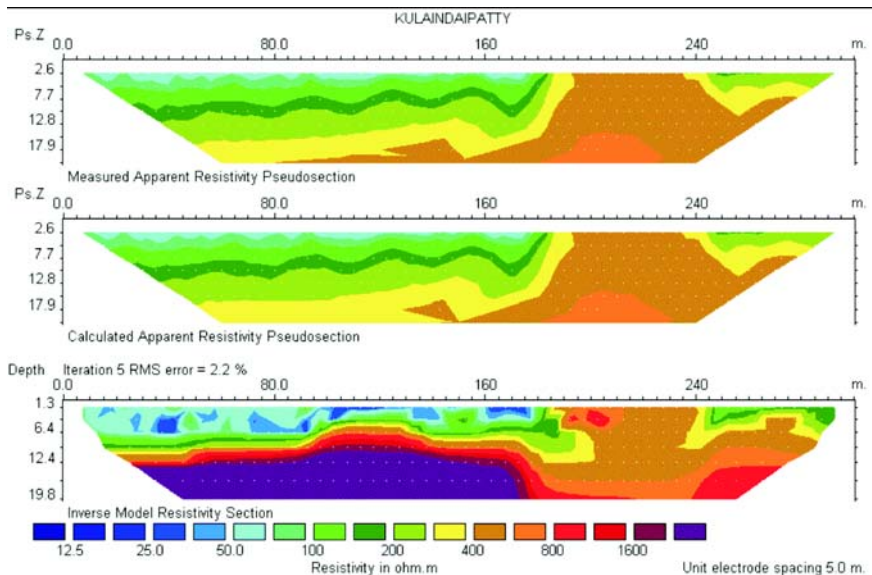 KULAINDAIPATTY
Ps.Z 0.0 80.0 160 240 m.
2.6
7.7
12.8
17.9
Measured Apparent Resistivity Pseudosection
Ps.Z 0.0 80.0 160 240 m.
2.6
7.7
12.8
17.9
Calculated Apparent Resistivity Pseudosection
Depth Iteration 5 RMS error = 2.2 %
0.0 80.0 160 240 m.
1.3
6.4
12.4
19.8
Inverse Model Resistivity Section
12.5 25.0 50.0 100 200 400 800 1600
Resistivity in ohm.m Unit electrode spacing 5.0 m.